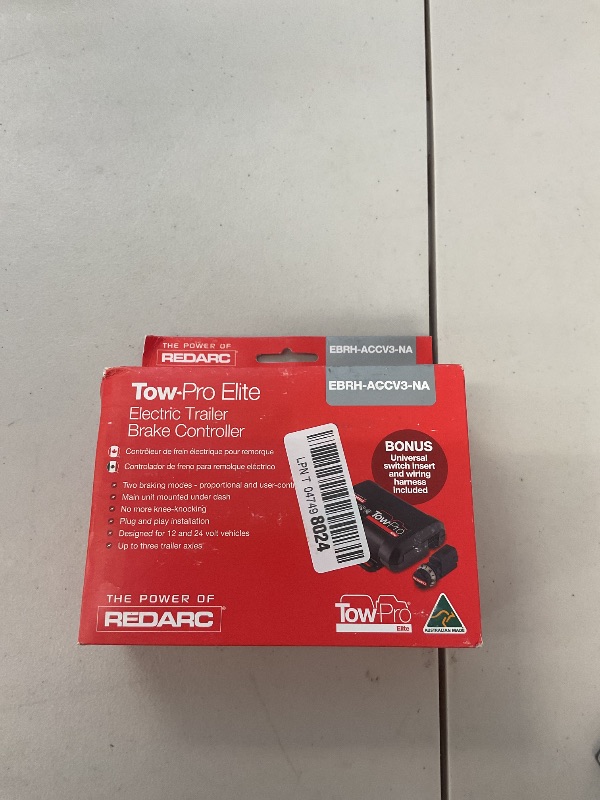 THE POWER OF
REDARC
EBRH-ACCV3-NA
Tow-Pro Elite
EBRH-ACCV3-NA
Electric Trailer
Brake Controller
Contrôleur de frein électrique pour remorque
Controlador de freno para remolque eléctrico
Two braking modes - proportional and user-contr
Main unit mounted under dash
No more knee-knocking
Plug and play installation
Designed for 12 and 24 volt vehicles
Up to three trailer axles
LPN T 04749 8024
BONUS
Universal
switch insert
and wiring
harness
included
TowPro
THE POWER OF
REDARC
TowPro
Elite
AUSTRALIAN MADE